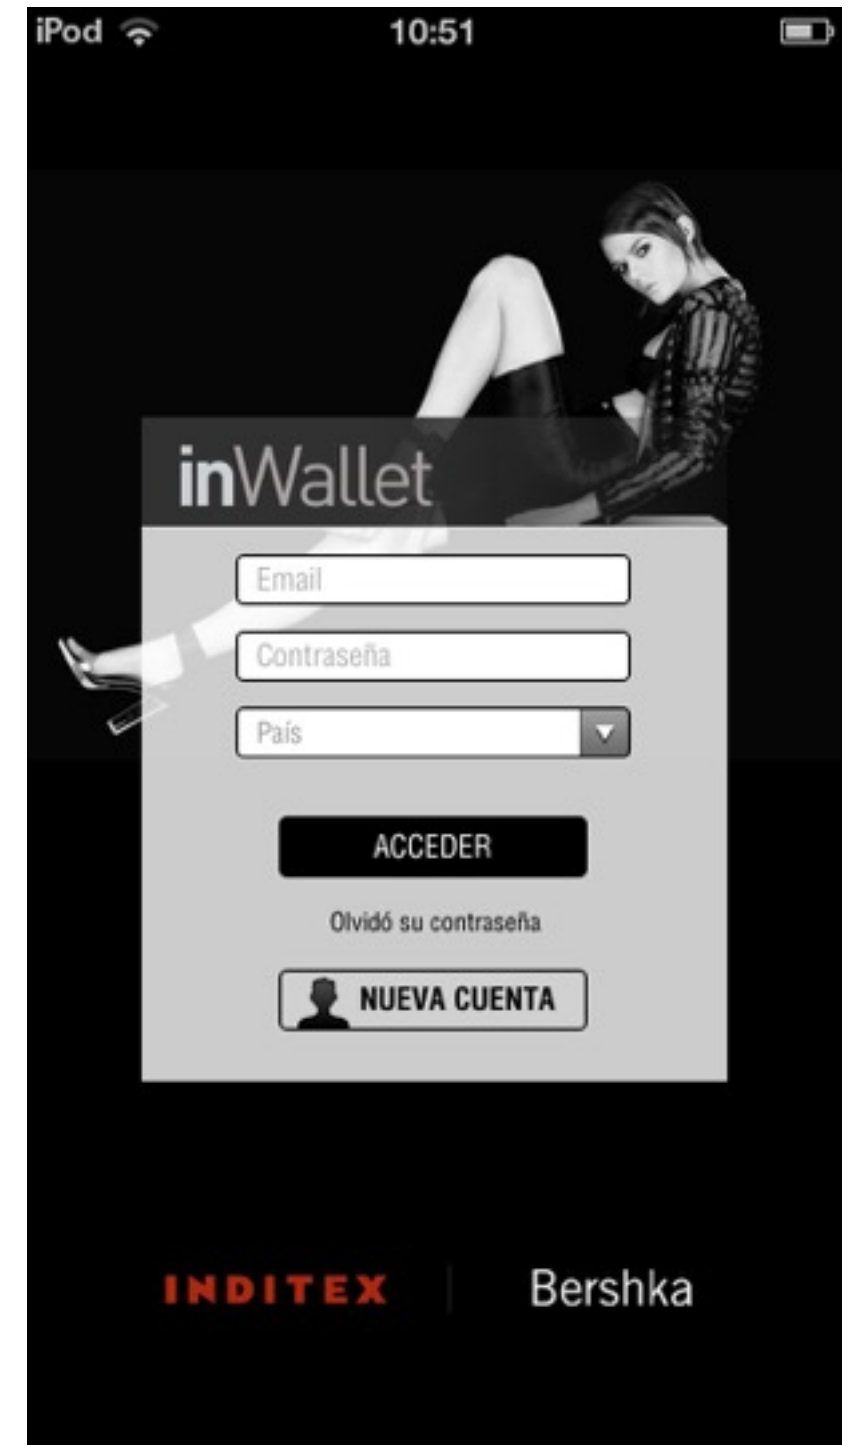 iPod 10:51
inWallet
Email
Contraseña
País
ACCEDER
Olvidó su contraseña
NUEVA CUENTA
INDITEX Bershka